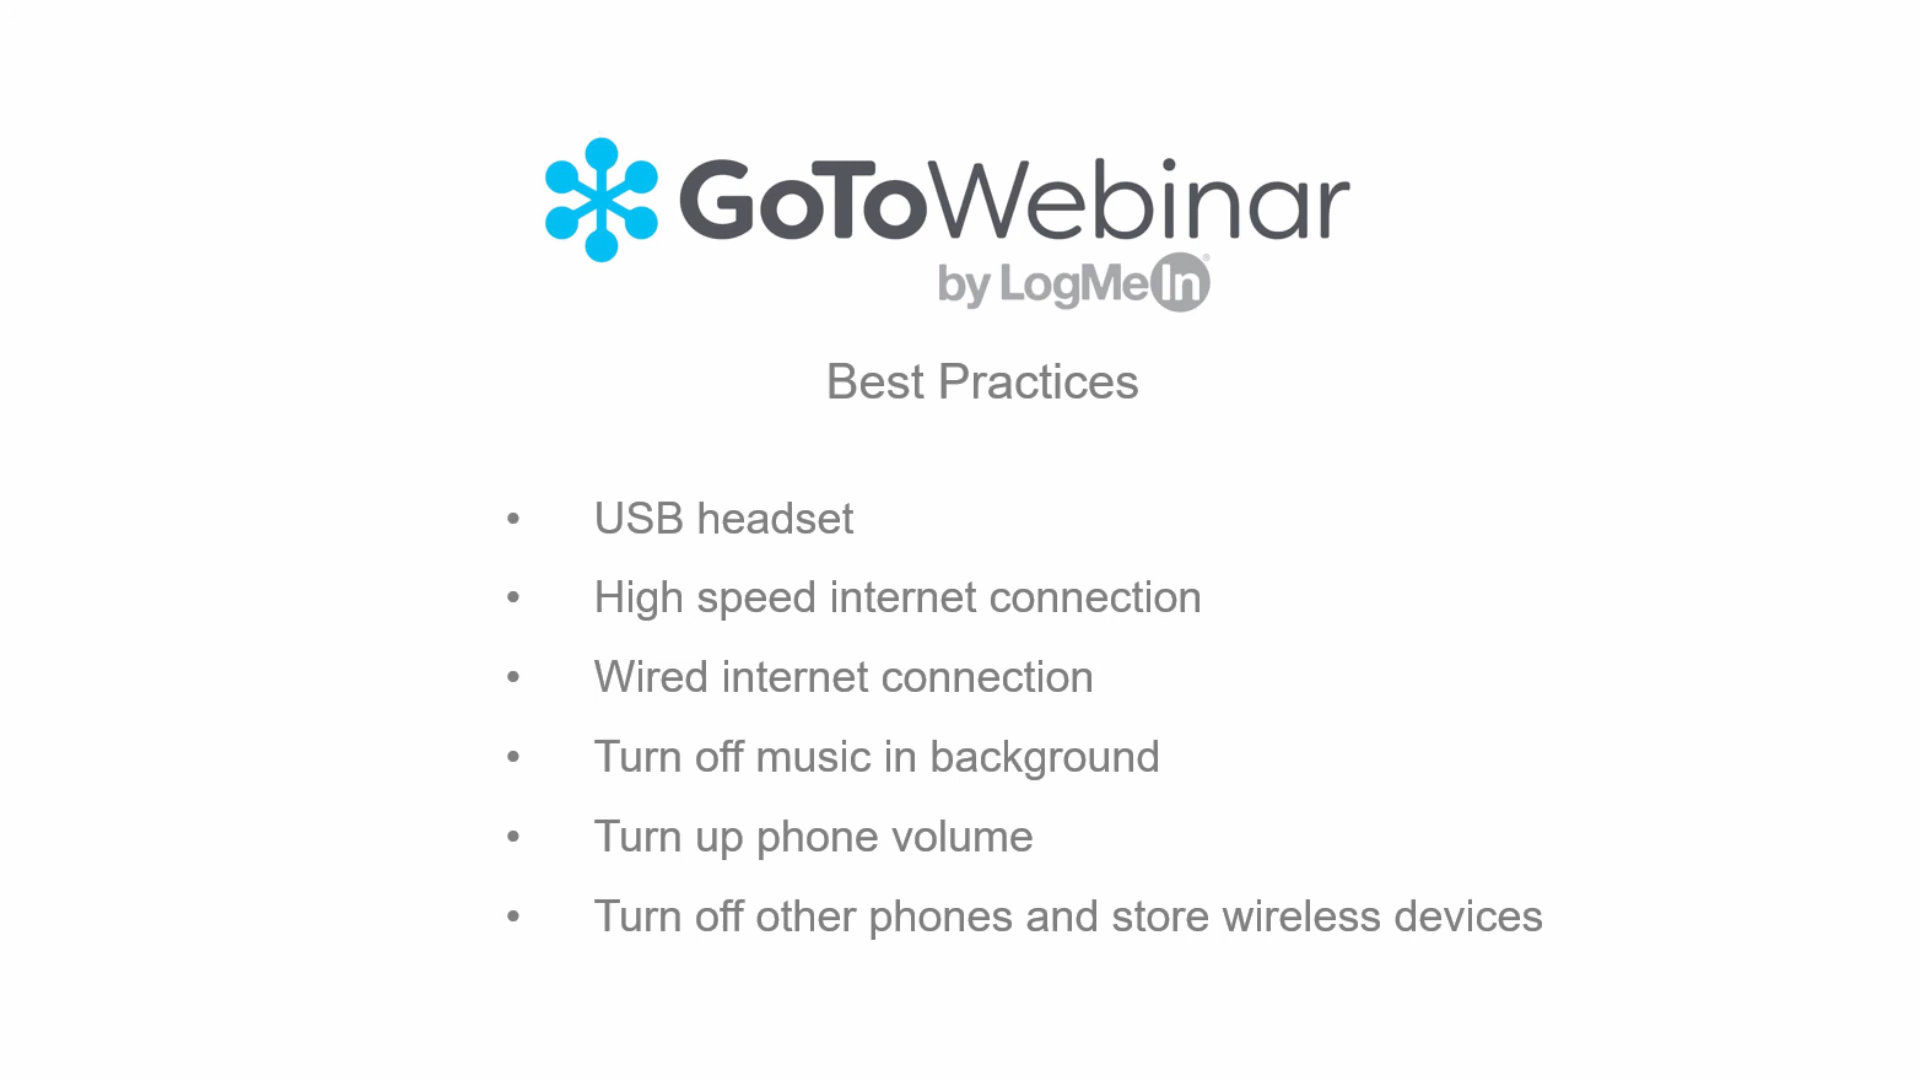 GoToWebinar
by LogMeIn
Best Practices
• USB headset
• High speed internet connection
• Wired internet connection
• Turn off music in background
• Turn up phone volume
• Turn off other phones and store wireless devices